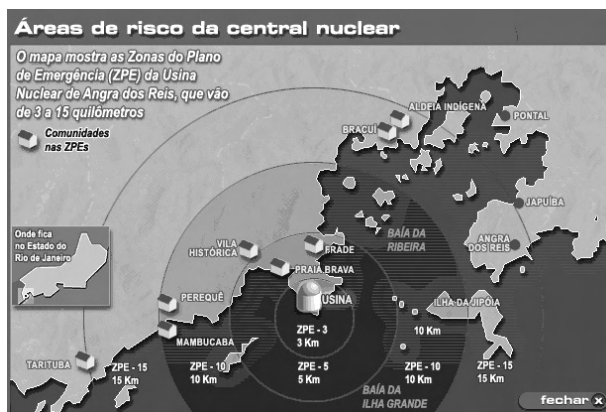 Áreas de risco da central nuclear
O mapa mostra as Zonas do Plano
de Emergência (ZPE) da Usina
Nuclear de Angra dos Reis, que vão
de 3 a 15 quilômetros
Comunidades
nas ZPEs
ALDEIA INDÍGENA
PONTAL
BRACUÍ
JAPUÍBA
Onde fica
no Estado do
Rio de Janeiro
VILA
HISTÓRICA
FRADE
BAÍA DA
RIBEIRA
ANGRA
DOS REIS
PRAIA BRAVA
PEREQUÊ
USINA
ILHA DA JIPÓIA
10 Km
MAMBUCABA
ZPE - 3
3 Km
TARITUBA
ZPE - 15
15 Km
ZPE - 10
10 Km
ZPE - 5
5 Km
ZPE - 10
10 Km
ZPE - 15
15 Km
BAÍA DA
ILHA GRANDE
fechar x